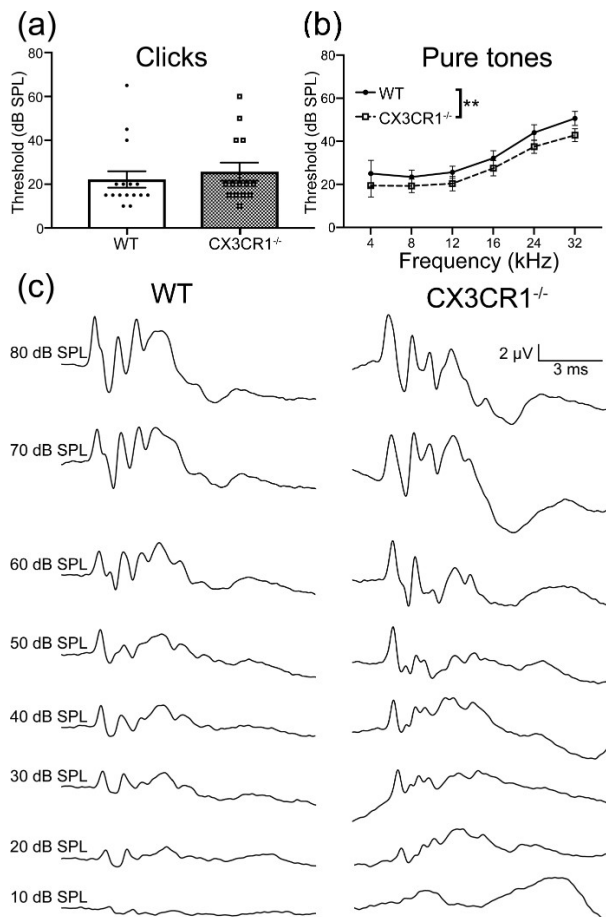 (a)
Clicks
Threshold (dB SPL)
80
60
40
20
0
WT
CX3CR1-/-
(b)
Pure tones
Threshold (dB SPL)
80
60
40
20
0
WT
CX3CR1-/-
**
4 8 12 16 24 32
Frequency (kHz)
(c)
WT
CX3CR1-/-
2 µV
3 ms
80 dB SPL
70 dB SPL
60 dB SPL
50 dB SPL
40 dB SPL
30 dB SPL
20 dB SPL
10 dB SPL